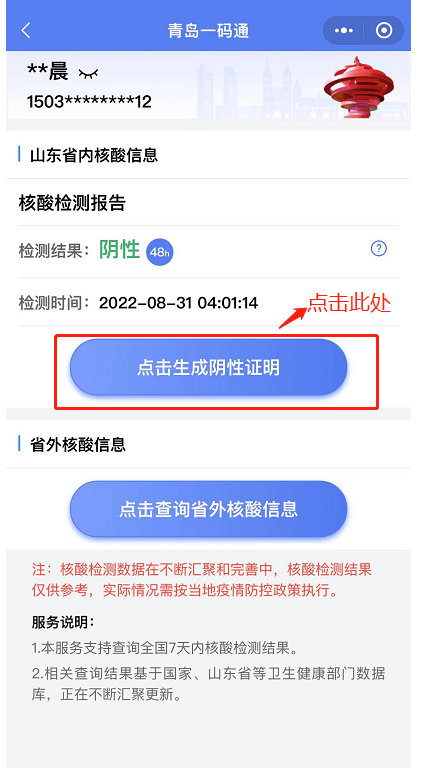 青岛一码通
**晨
1503********12
山东省内核酸信息
核酸检测报告
检测结果：阴性 48h
检测时间：2022-08-31 04:01:14
点击此处
点击生成阴性证明
省外核酸信息
点击查询省外核酸信息
注：核酸检测数据在不断汇聚和完善中，核酸检测结果
仅供参考，实际情况需按当地疫情防控政策执行。
服务说明：
1.本服务支持查询全国7天内核酸检测结果。
2.相关查询结果基于国家、山东省等卫生健康部门数据
库，正在不断汇聚更新。